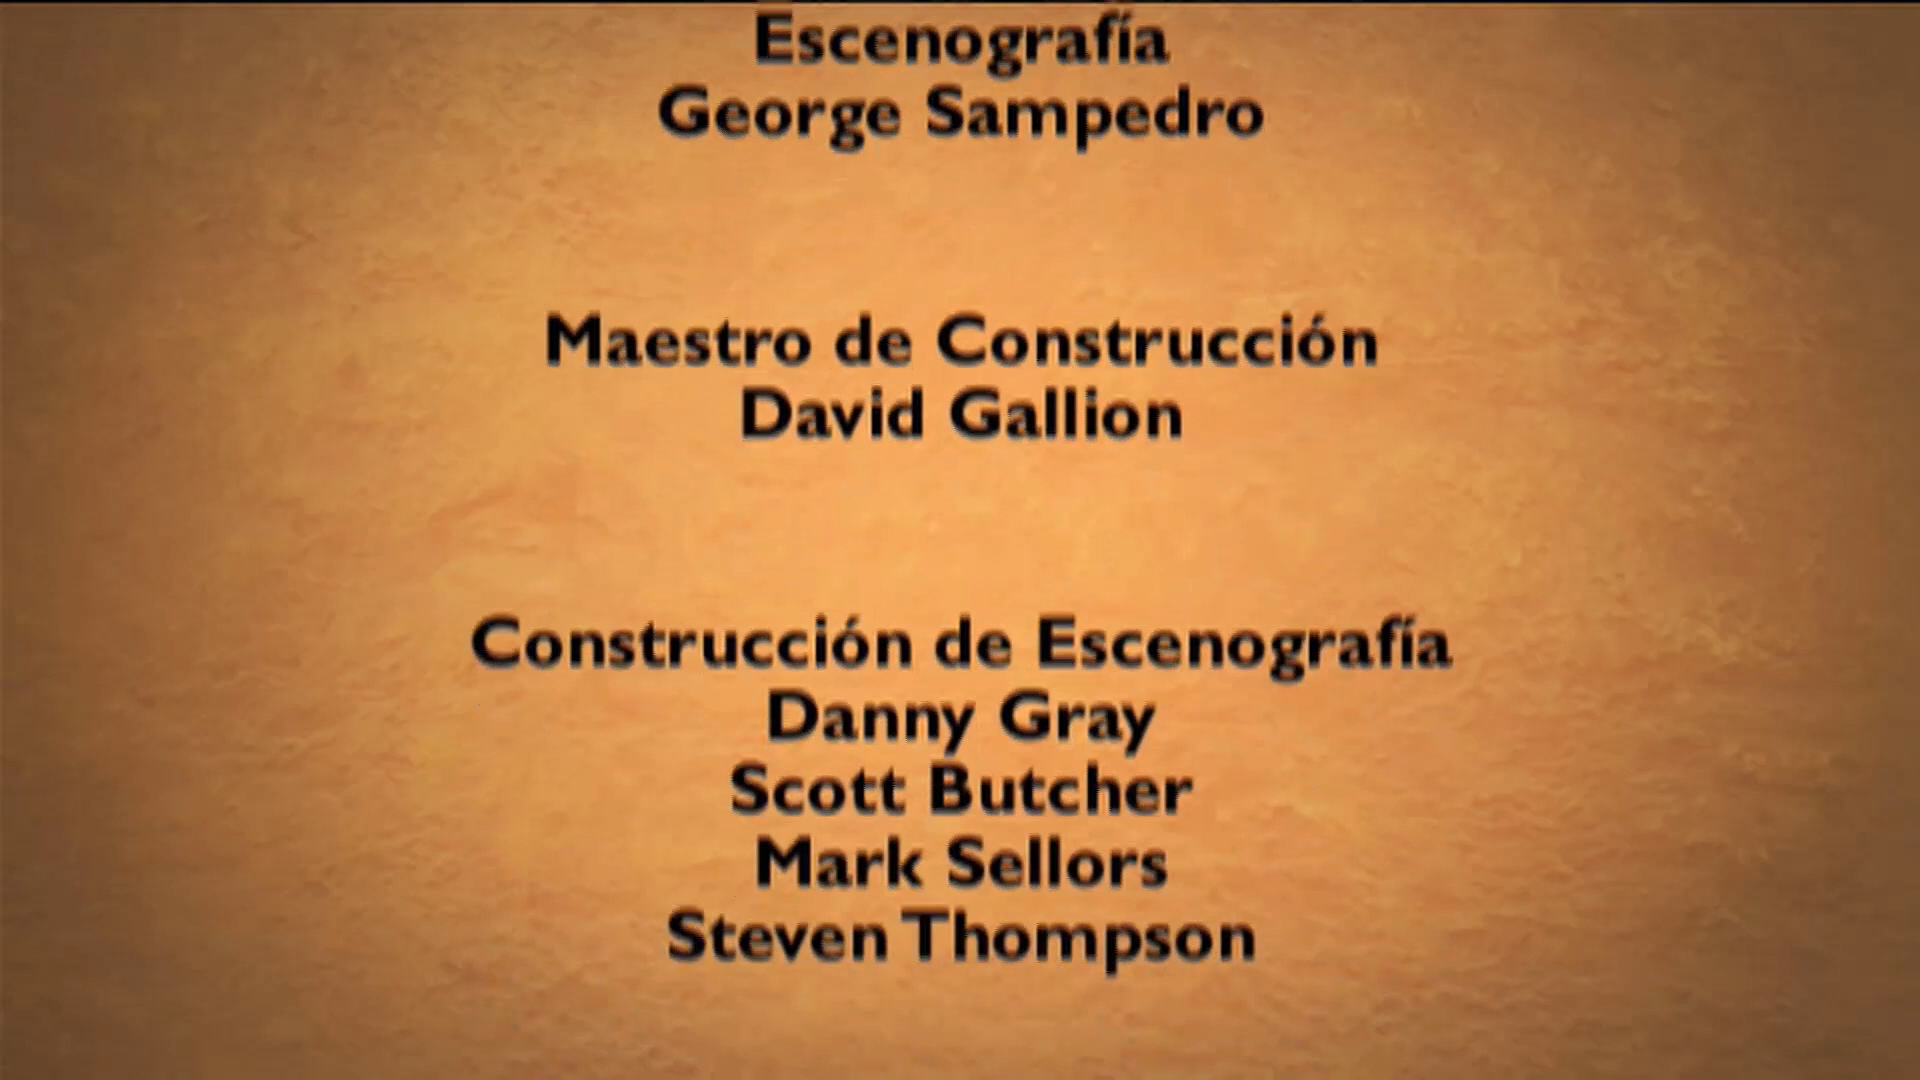 Escenografía
George Sampedro
Maestro de Construcción
David Gallion
Construcción de Escenografía
Danny Gray
Scott Butcher
Mark Sellors
Steven Thompson